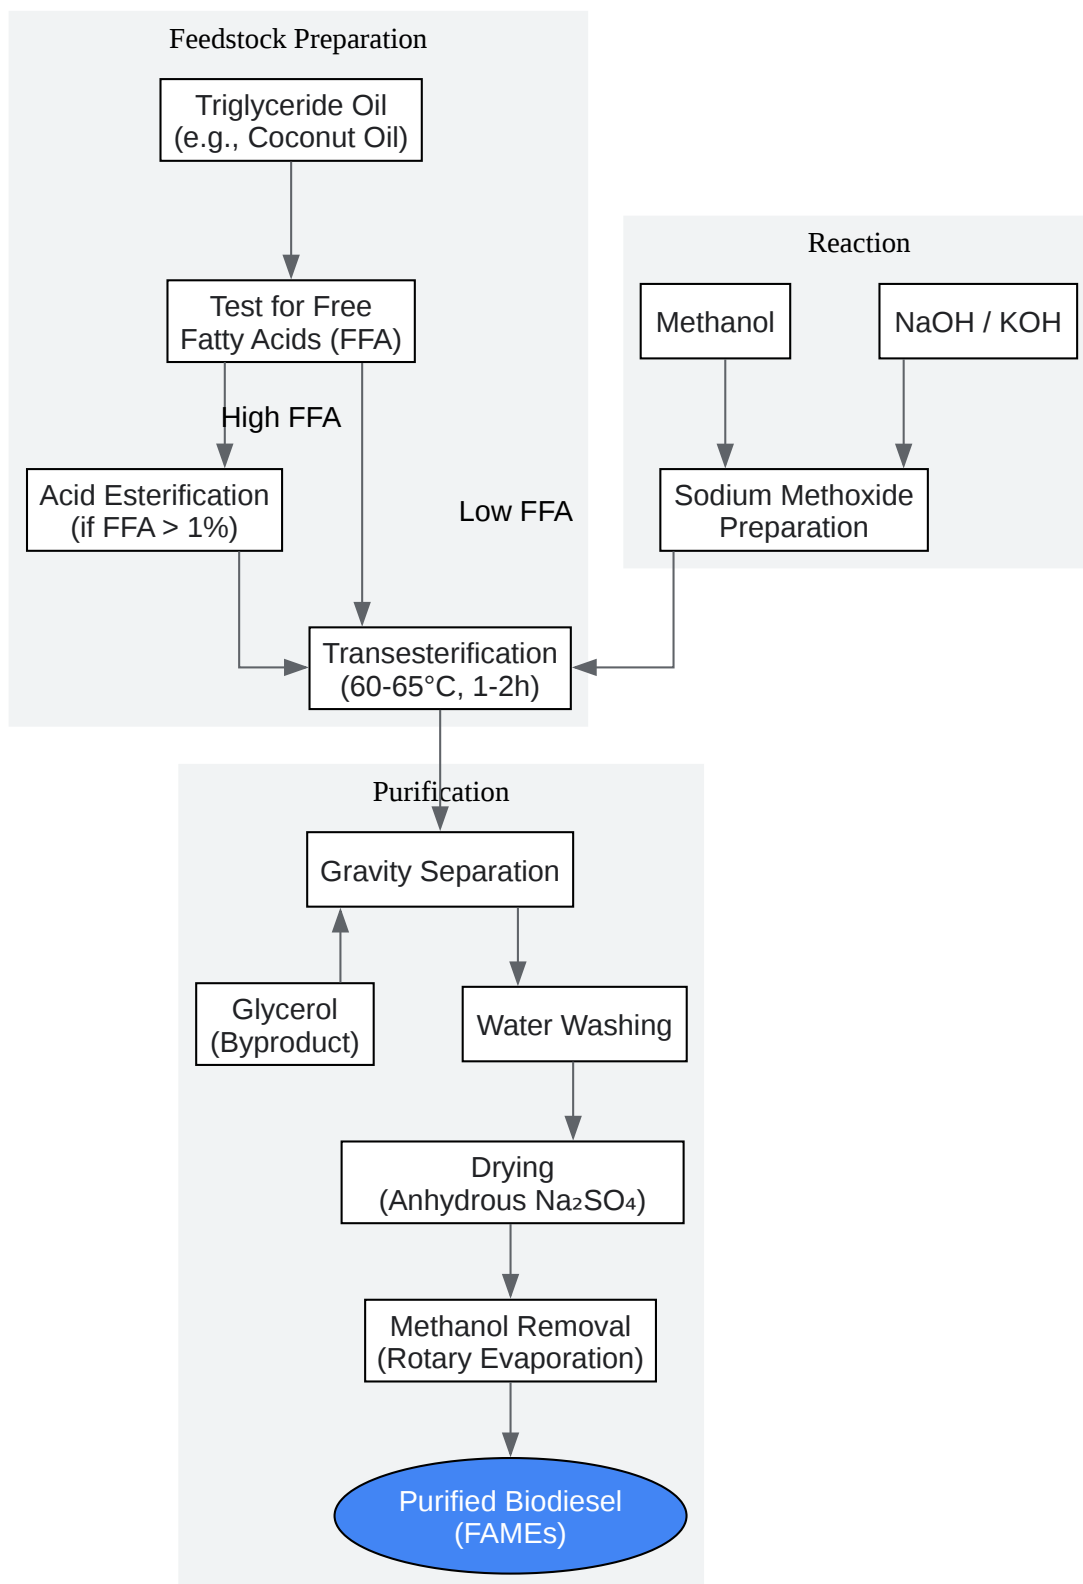 Feedstock Preparation
Triglyceride Oil
(e.g., Coconut Oil)
Test for Free
Fatty Acids (FFA)
High FFA
Acid Esterification
(if FFA > 1%)
Low FFA
Transesterification
(60-65°C, 1-2h)
Reaction
Methanol
NaOH / KOH
Sodium Methoxide
Preparation
Purification
Gravity Separation
Glycerol
(Byproduct)
Water Washing
Drying
(Anhydrous Na₂SO₄)
Methanol Removal
(Rotary Evaporation)
Purified Biodiesel
(FAMEs)